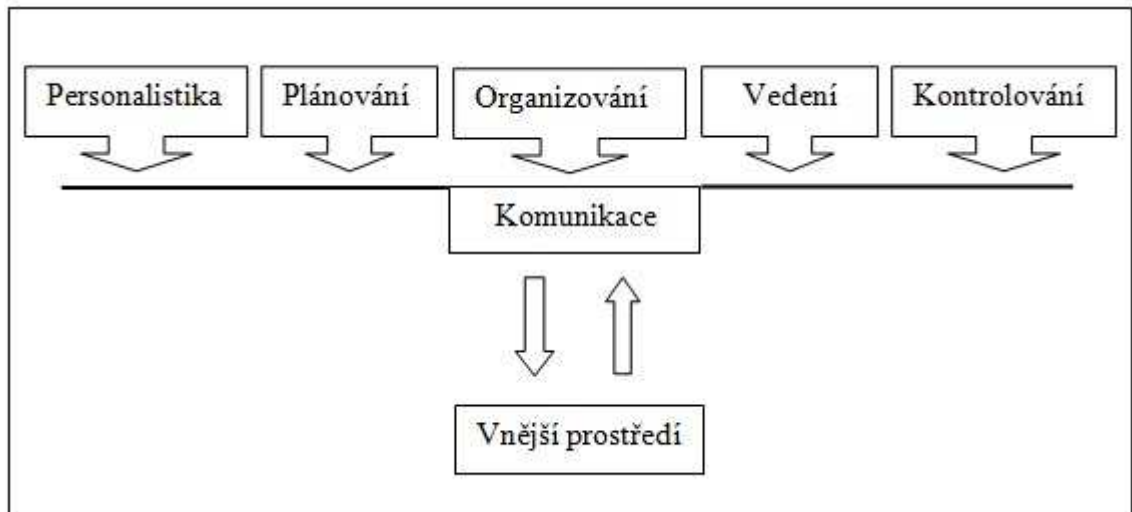 Personalistika
Plánování
Organizování
Vedení
Kontrolování
Komunikace
Vnější prostředí